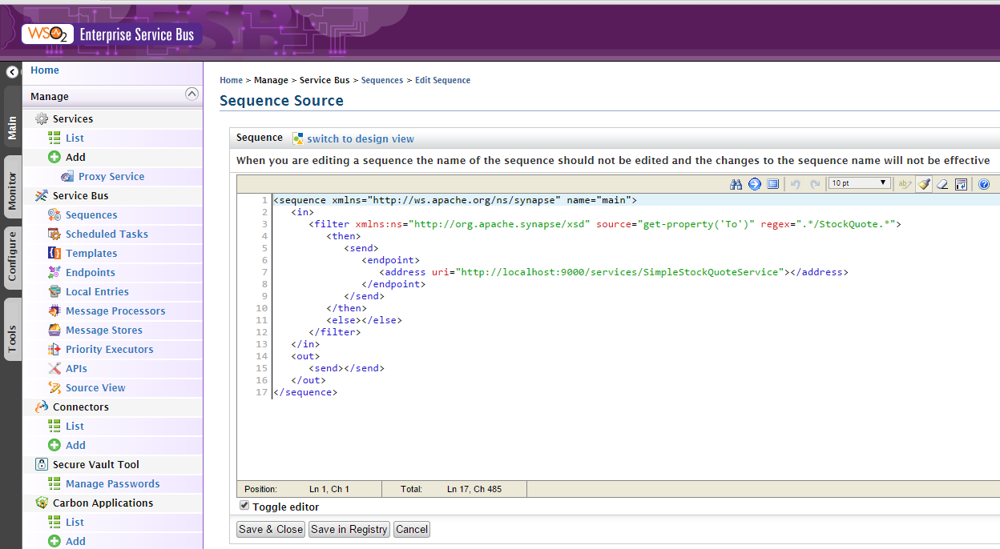 WSO2 Enterprise Service Bus
Main
Monitor
Configure
Tools
Home
Manage
Services
List
Add
Proxy Service
Service Bus
Sequences
Scheduled Tasks
Templates
Endpoints
Local Entries
Message Processors
Message Stores
Priority Executors
APIs
Source View
Connectors
List
Add
Secure Vault Tool
Manage Passwords
Carbon Applications
List
Add
Home > Manage > Service Bus > Sequences > Edit Sequence
Sequence Source
Sequence switch to design view
When you are editing a sequence the name of the sequence should not be edited and the changes to the sequence name will not be effective
10 pt
1 <sequence xmlns="http://ws.apache.org/ns/synapse" name="main">
2 <in>
3 <filter xmlns:ns="http://org.apache.synapse/xsd" source="get-property('To')" regex=".*/StockQuote.*">
4 <then>
5 <send>
6 <endpoint>
7 <address uri="http://localhost:9000/services/SimpleStockQuoteService"></address>
8 </endpoint>
9 </send>
10 </then>
11 <else></else>
12 </filter>
13 </in>
14 <out>
15 <send></send>
16 </out>
17 </sequence>
Position: Ln 1, Ch 1 Total: Ln 17, Ch 485
Toggle editor
Save & Close Save in Registry Cancel